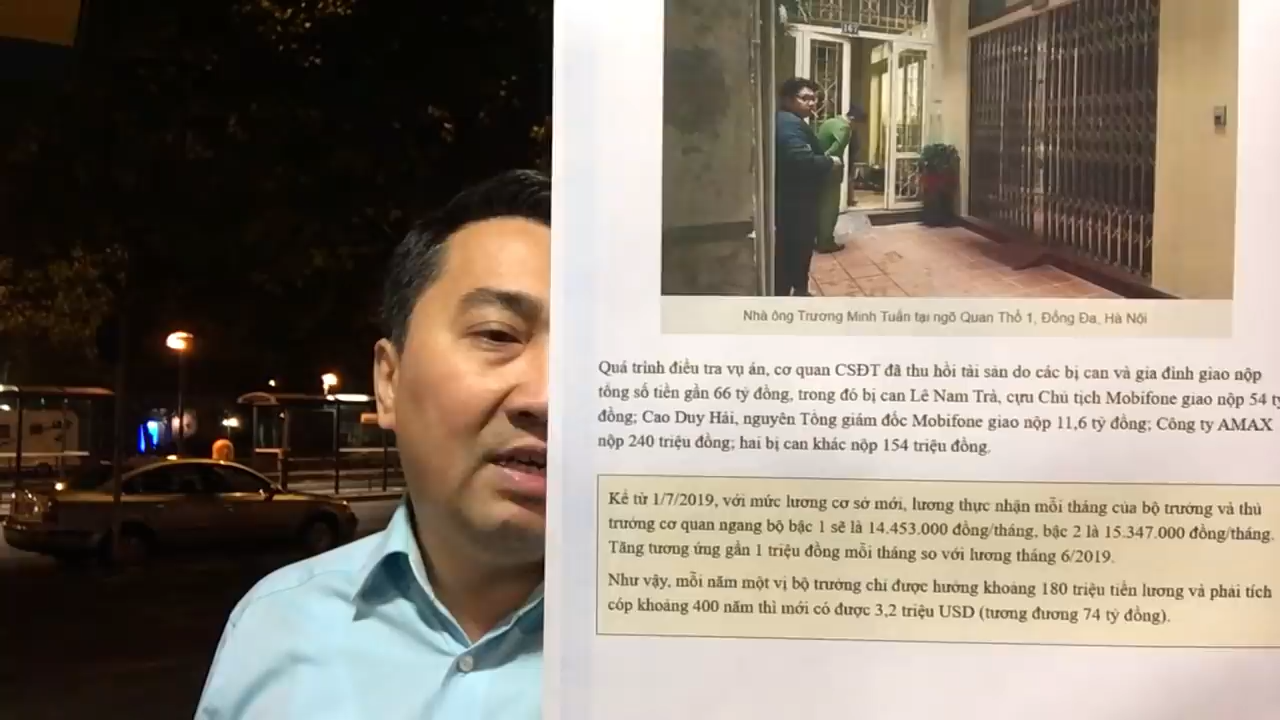 167
Nhà ông Trương Minh Tuấn tại ngõ Quan Thổ 1, Đống Đa, Hà Nội
Quá trình điều tra vụ án, cơ quan CSĐT đã thu hồi tài sản do các bị can và gia đình giao nộp
tổng số tiền gần 66 tỷ đồng, trong đó bị can Lê Nam Trà, cựu Chủ tịch Mobifone giao nộp 54 tỷ
đồng; Cao Duy Hải, nguyên Tổng giám đốc Mobifone giao nộp 11,6 tỷ đồng; Công ty AMAX
nộp 240 triệu đồng; hai bị can khác nộp 154 triệu đồng.
Kể từ 1/7/2019, với mức lương cơ sở mới, lương thực nhận mỗi tháng của bộ trưởng và thủ
trưởng cơ quan ngang bộ bậc 1 sẽ là 14.453.000 đồng/tháng, bậc 2 là 15.347.000 đồng/tháng.
Tăng tương ứng gần 1 triệu đồng mỗi tháng so với lương tháng 6/2019.
Như vậy, mỗi năm một vị bộ trưởng chỉ được hưởng khoảng 180 triệu tiền lương và phải tích
cóp khoảng 400 năm thì mới có được 3,2 triệu USD (tương đương 74 tỷ đồng).